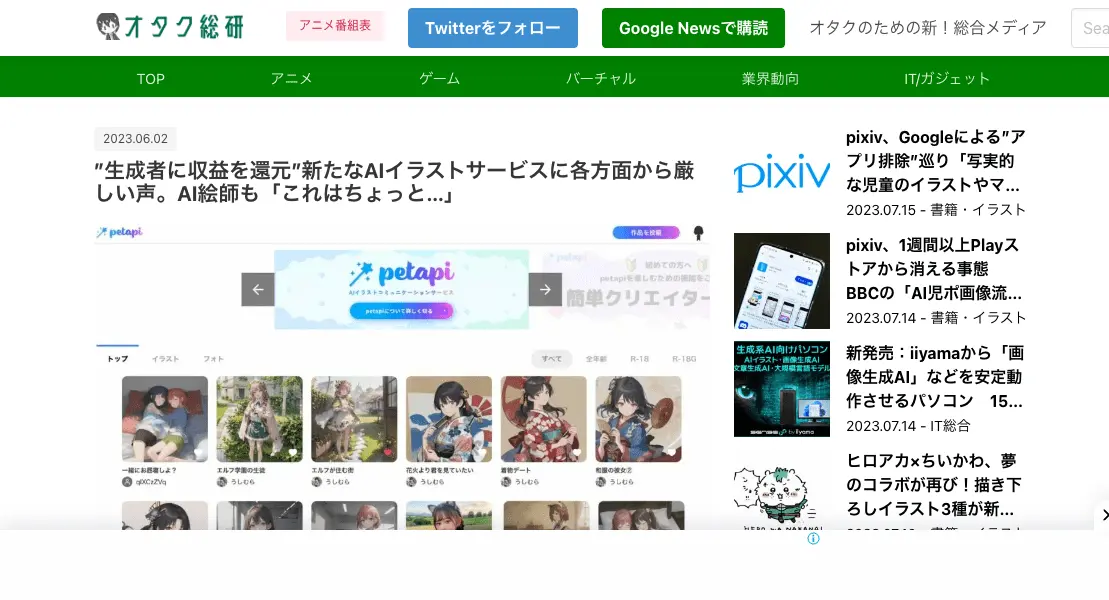 オタク総研
アニメ番組表
Twitterをフォロー
Google Newsで購読
オタクのための新！総合メディア
Sea
TOP
アニメ
ゲーム
バーチャル
業界動向
IT/ガジェット
2023.06.02
”生成者に収益を還元”新たなAIイラストサービスに各方面から厳
しい声。AI絵師も「これはちょっと...」
petapi
作品を投稿
petapi
AIイラストコミュニケーションサービス
petapiについて詳しく知る
初めての方へ
petapiを楽しむための機能を
簡単クリエイター
トップ
イラスト
フォト
すべて
全年齢
R-18
R-18G
一緒にお昼寝しよ？
エルフ学園の生徒
エルフが住む街
花火より君を見ていたい
着物デート
和服の彼女②
qlXCzZVq
うしむら
うしむら
うしむら
うしむら
うしむら
pixiv
pixiv、Googleによる”ア
プリ排除”巡り「写実的
な児童のイラストやマ...
2023.07.15 - 書籍・イラスト
pixiv、1週間以上Playス
トアから消える事態
BBCの「AI児ポ画像流...
2023.07.14 - 書籍・イラスト
生成系AI向けパソコン
AIイラスト・画像生成AI
文章生成AI・大規模言語モデル
by iiyama
新発売：iiyamaから「画
像生成AI」などを安定動
作させるパソコン　15...
2023.07.14 - IT総合
ヒロアカ×ちいかわ、夢
のコラボが再び！描き下
ろしイラスト3種が新...